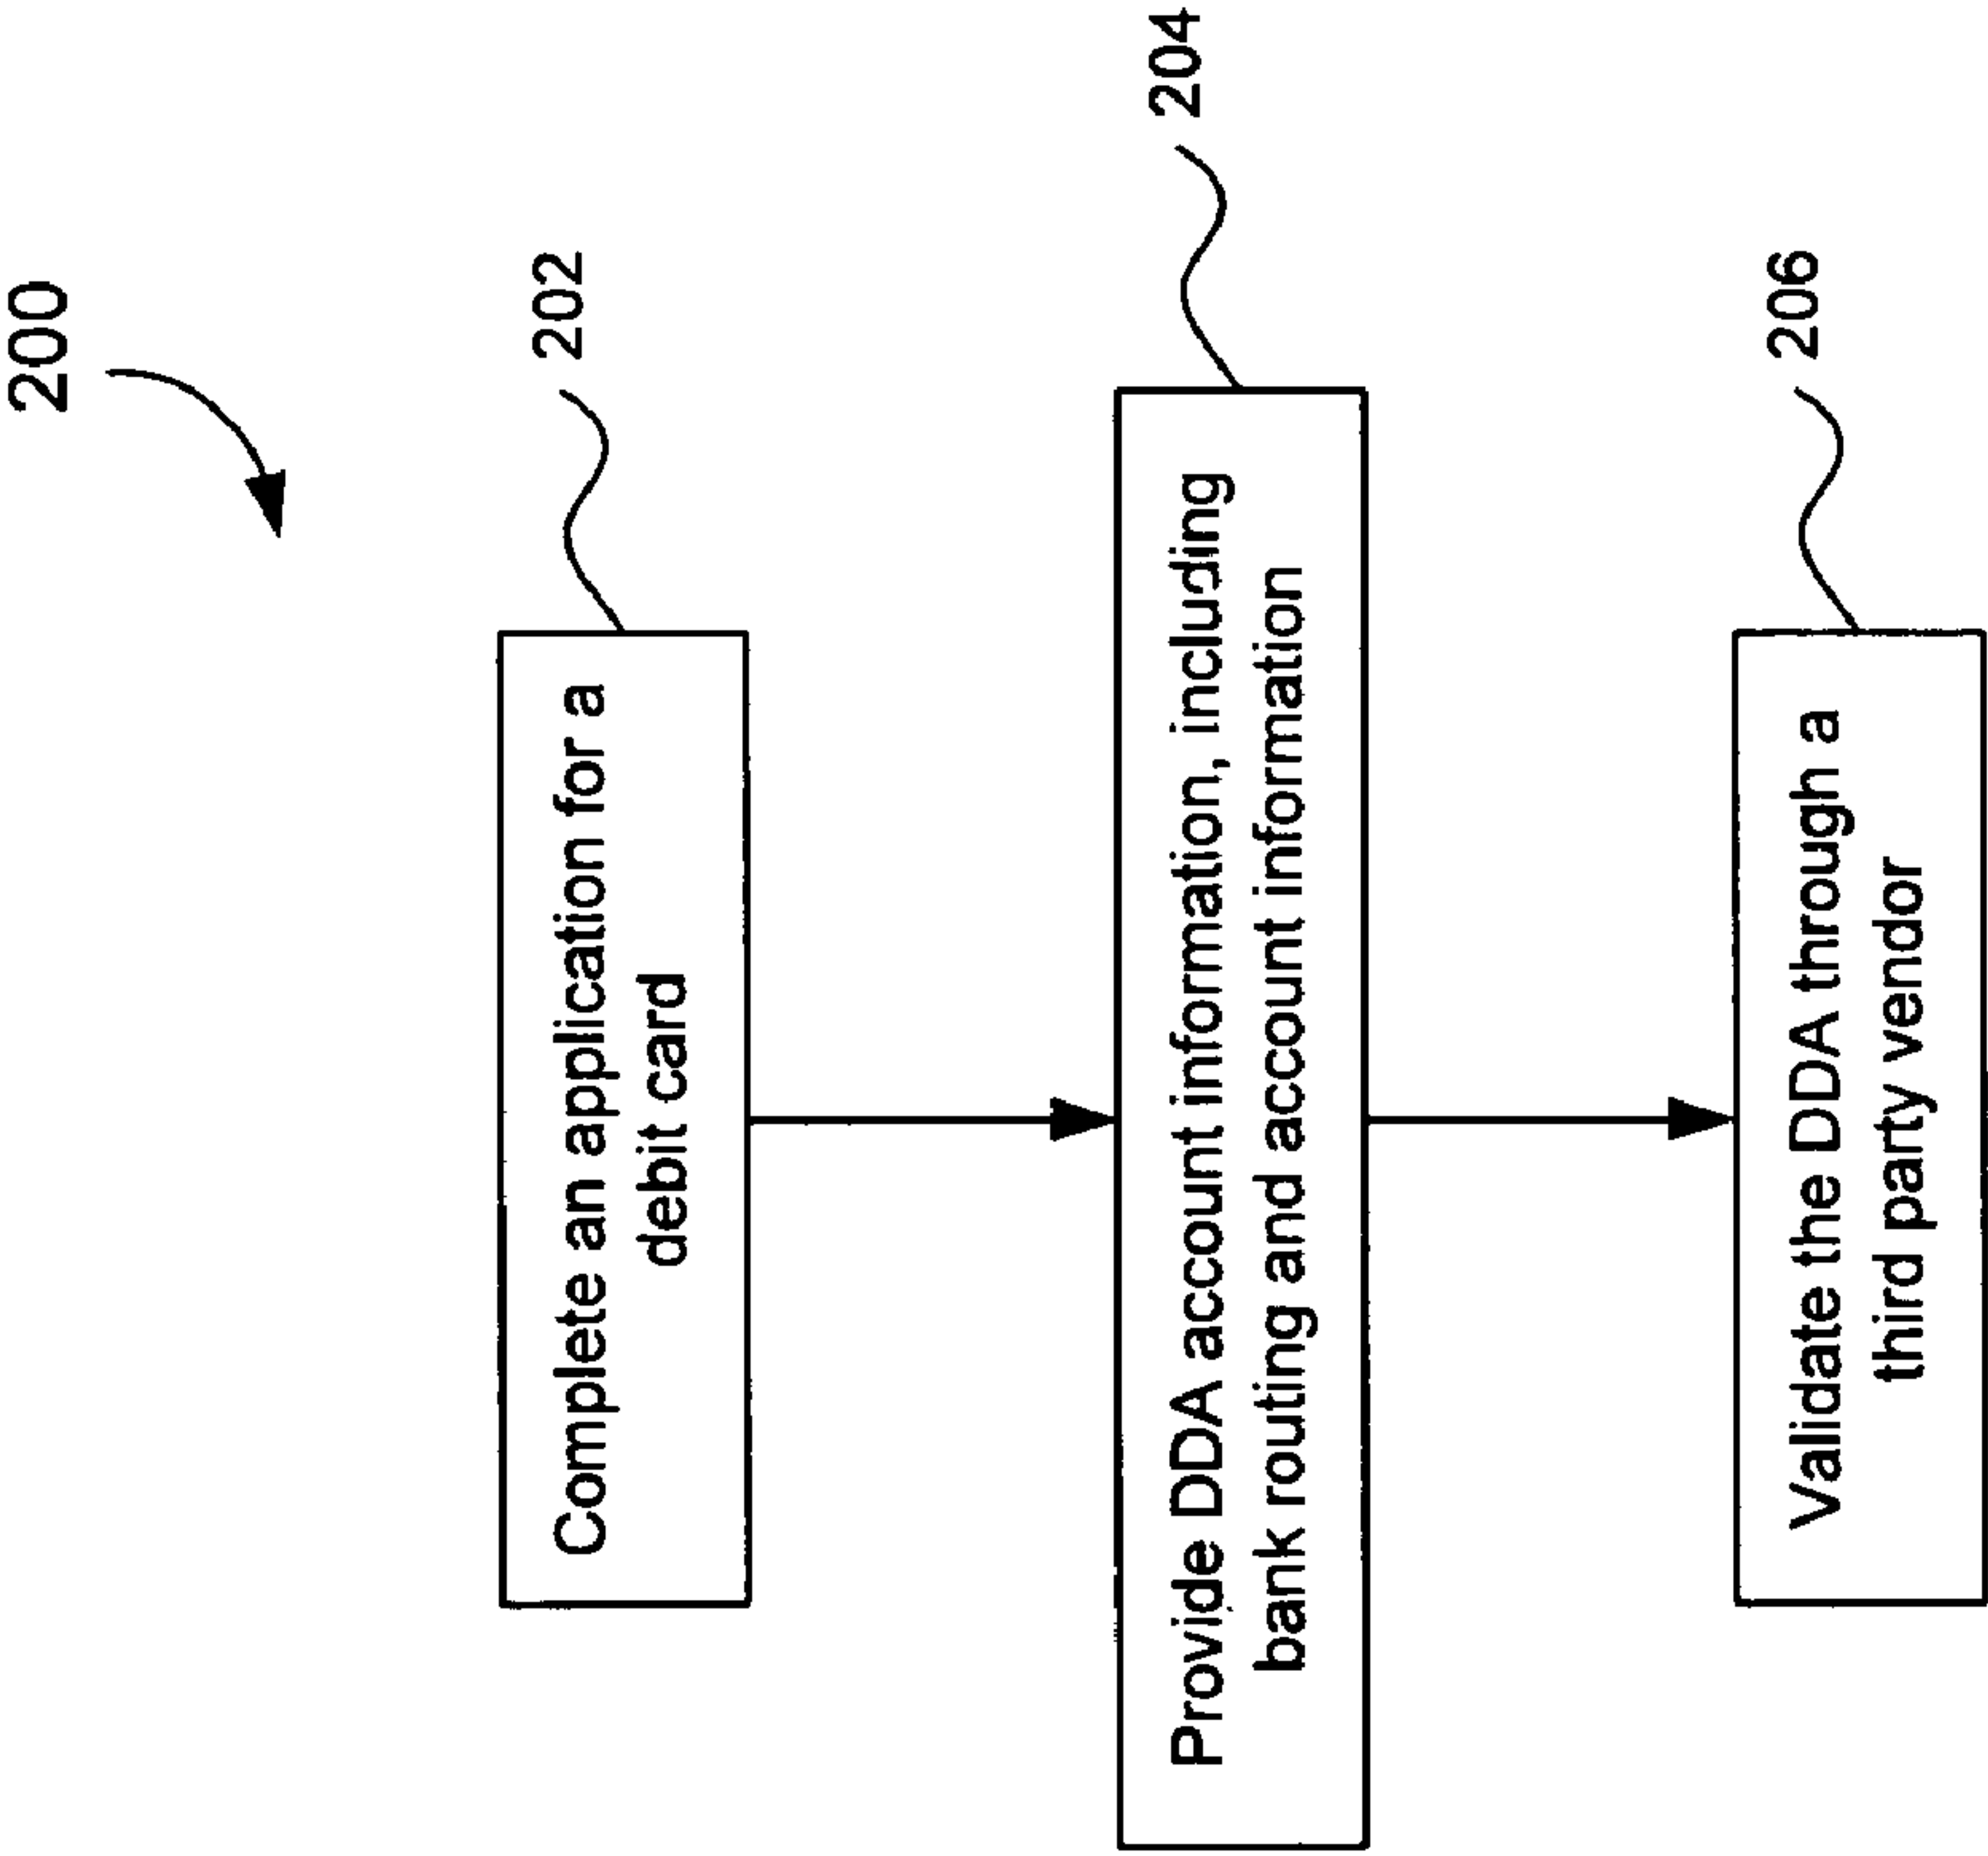 200
202
Complete an application for a
debit card
204
Provide DDA account information, including
bank routing and account information
206
Validate the DDA through a
third party vendor